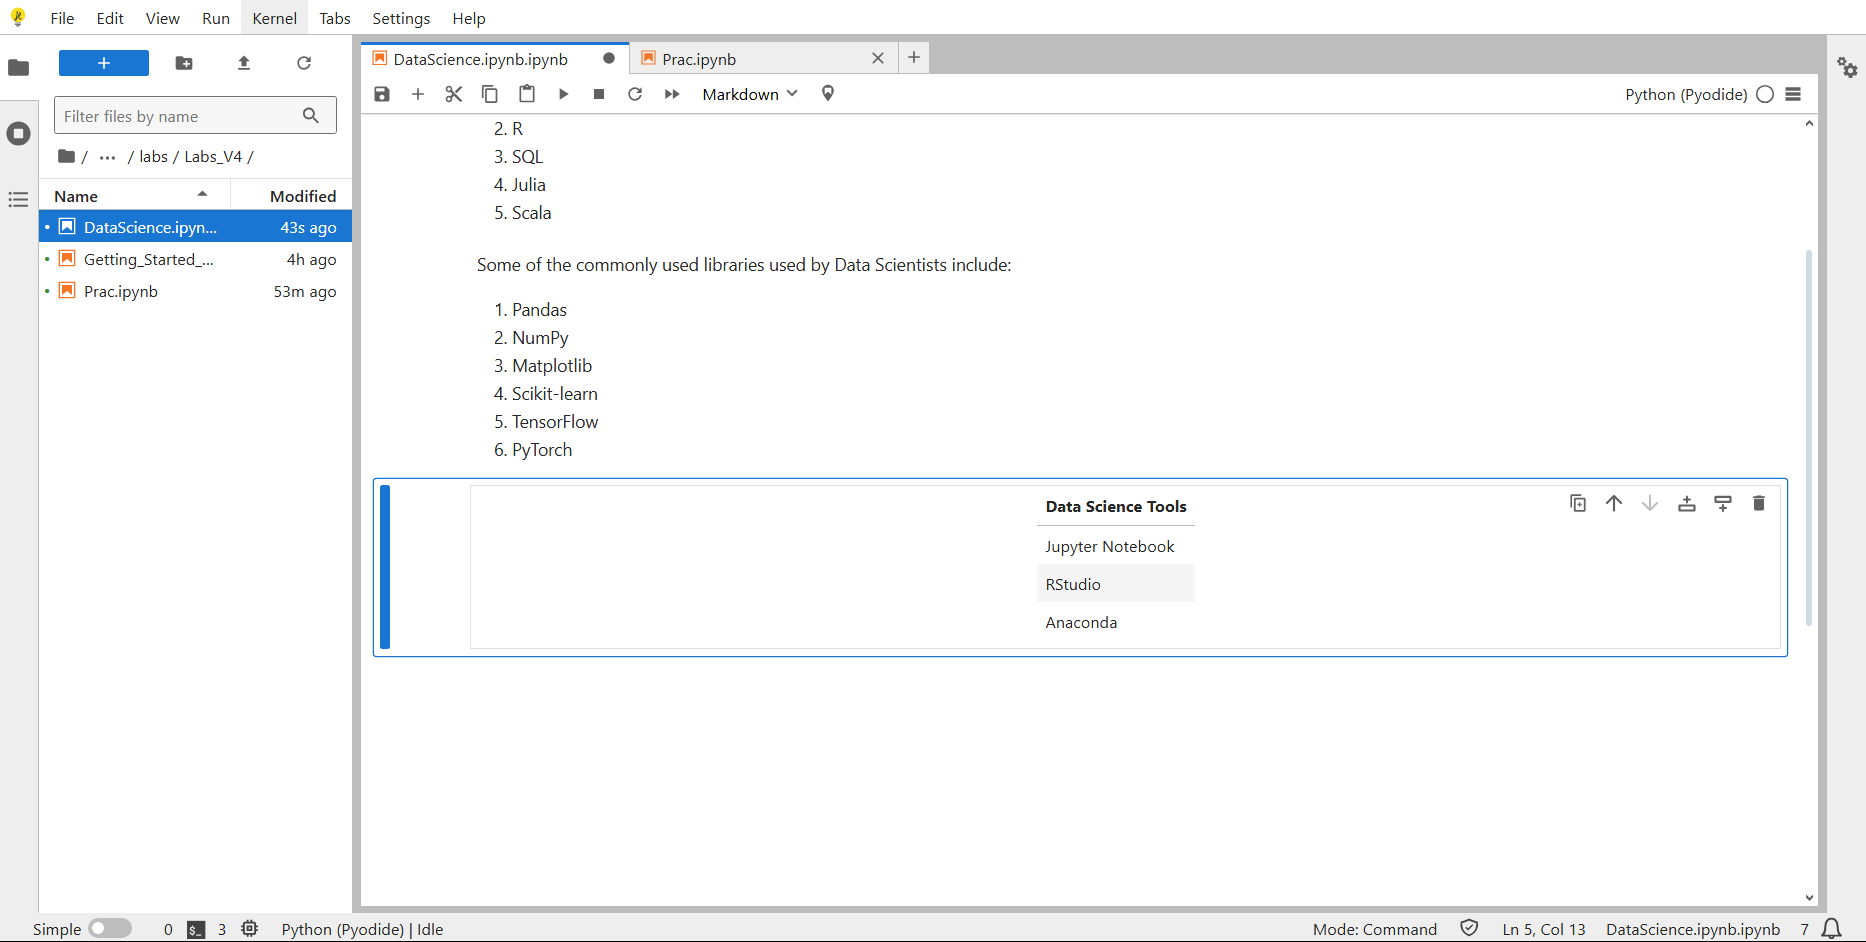 File Edit View Run Kernel Tabs Settings Help
DataScience.ipynb.ipynb
Prac.ipynb
Filter files by name
/ ... / labs / Labs_V4 /
Name Modified
DataScience.ipyn... 43s ago
Getting_Started_... 4h ago
Prac.ipynb 53m ago
Markdown
Python (Pyodide)
2. R
3. SQL
4. Julia
5. Scala
Some of the commonly used libraries used by Data Scientists include:
1. Pandas
2. NumPy
3. Matplotlib
4. Scikit-learn
5. TensorFlow
6. PyTorch
Data Science Tools
Jupyter Notebook
RStudio
Anaconda
Simple 0 $_ 3 Python (Pyodide) | Idle Mode: Command Ln 5, Col 13 DataScience.ipynb.ipynb 7